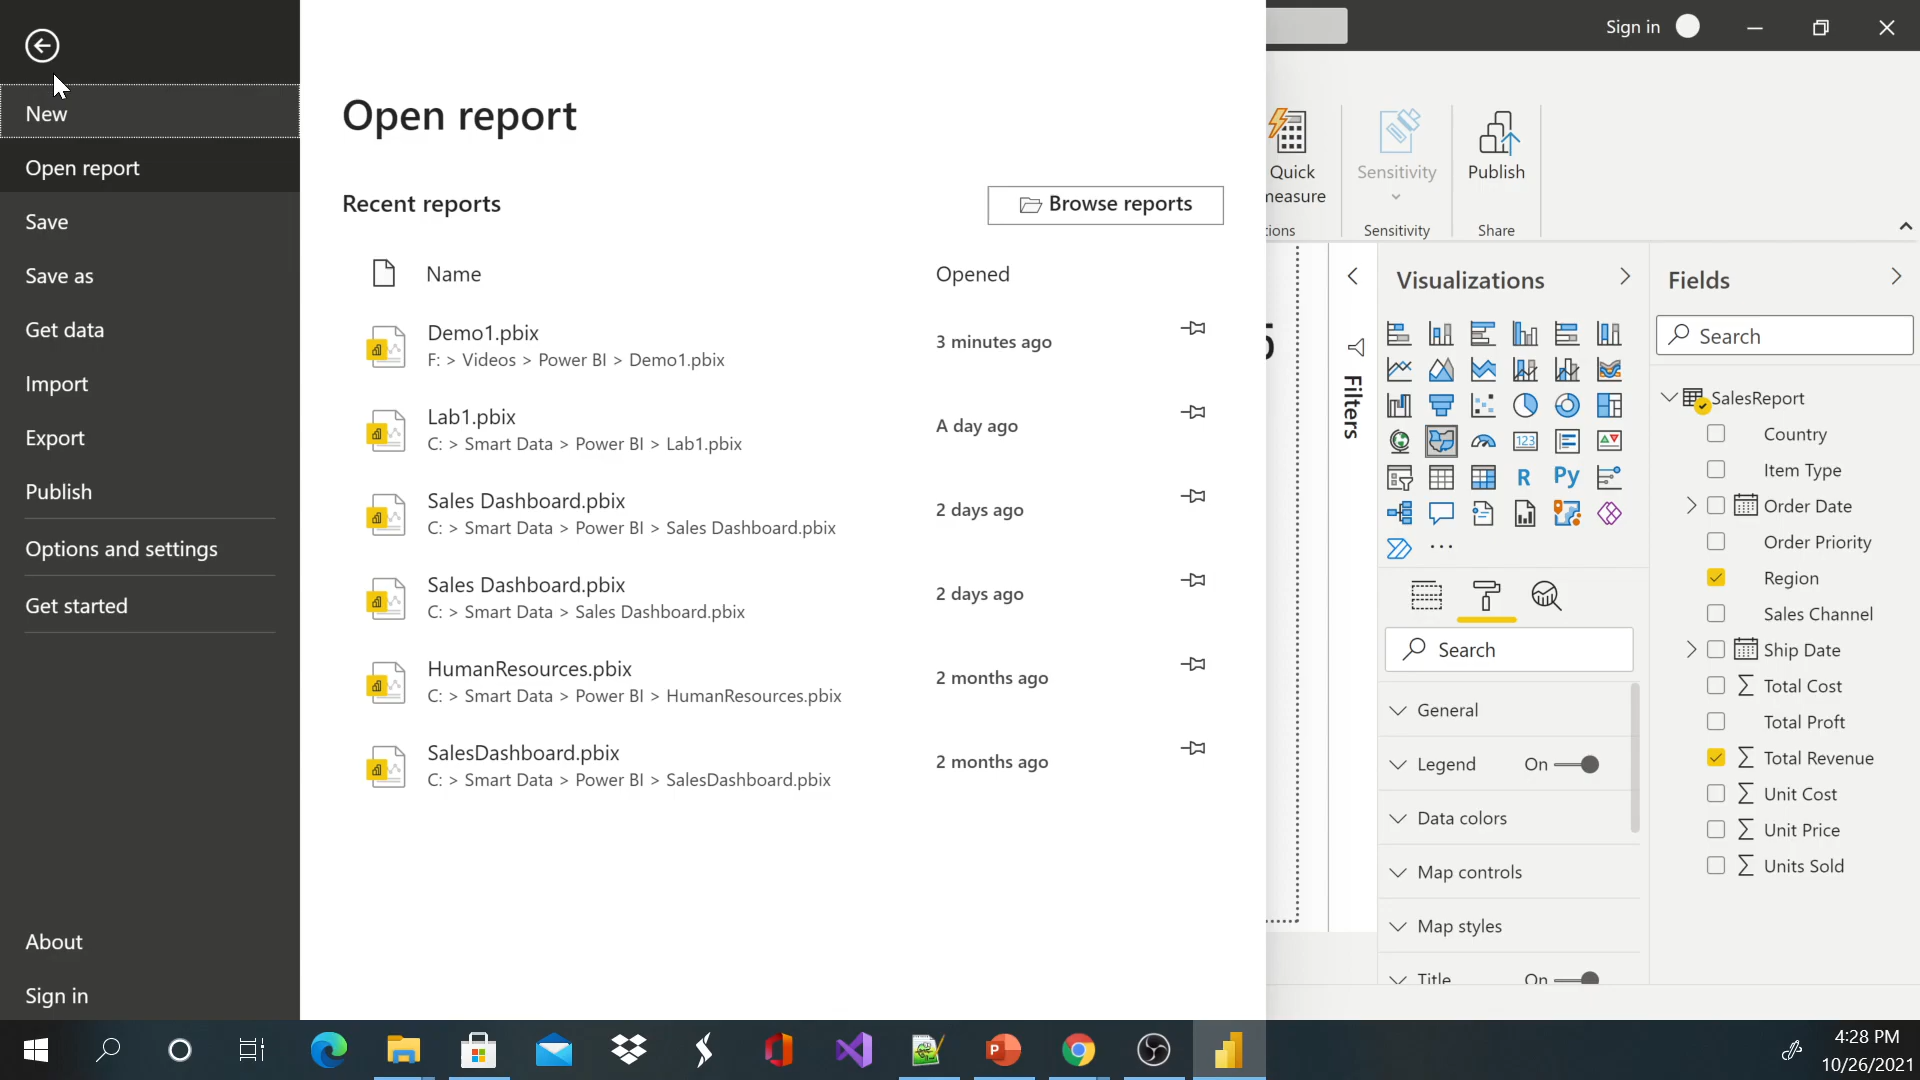 New
Open report
Save
Save as
Get data
Import
Export
Publish
Options and settings
Get started
About
Sign in
Open report
Recent reports
Browse reports
Name
Opened
Demo1.pbix
F: > Videos > Power BI > Demo1.pbix
3 minutes ago
Lab1.pbix
C: > Smart Data > Power BI > Lab1.pbix
A day ago
Sales Dashboard.pbix
C: > Smart Data > Power BI > Sales Dashboard.pbix
2 days ago
Sales Dashboard.pbix
C: > Smart Data > Sales Dashboard.pbix
2 days ago
HumanResources.pbix
C: > Smart Data > Power BI > HumanResources.pbix
2 months ago
SalesDashboard.pbix
C: > Smart Data > Power BI > SalesDashboard.pbix
2 months ago
Sign in
Quick
measure
Sensitivity
Publish
Sensitivity
Share
Filters
Visualizations
123
R
Py
Search
General
Legend On
Data colors
Map controls
Map styles
Title On
Fields
Search
SalesReport
Country
Item Type
Order Date
Order Priority
Region
Sales Channel
Ship Date
Total Cost
Total Proft
Total Revenue
Unit Cost
Unit Price
Units Sold
4:28 PM
10/26/2021